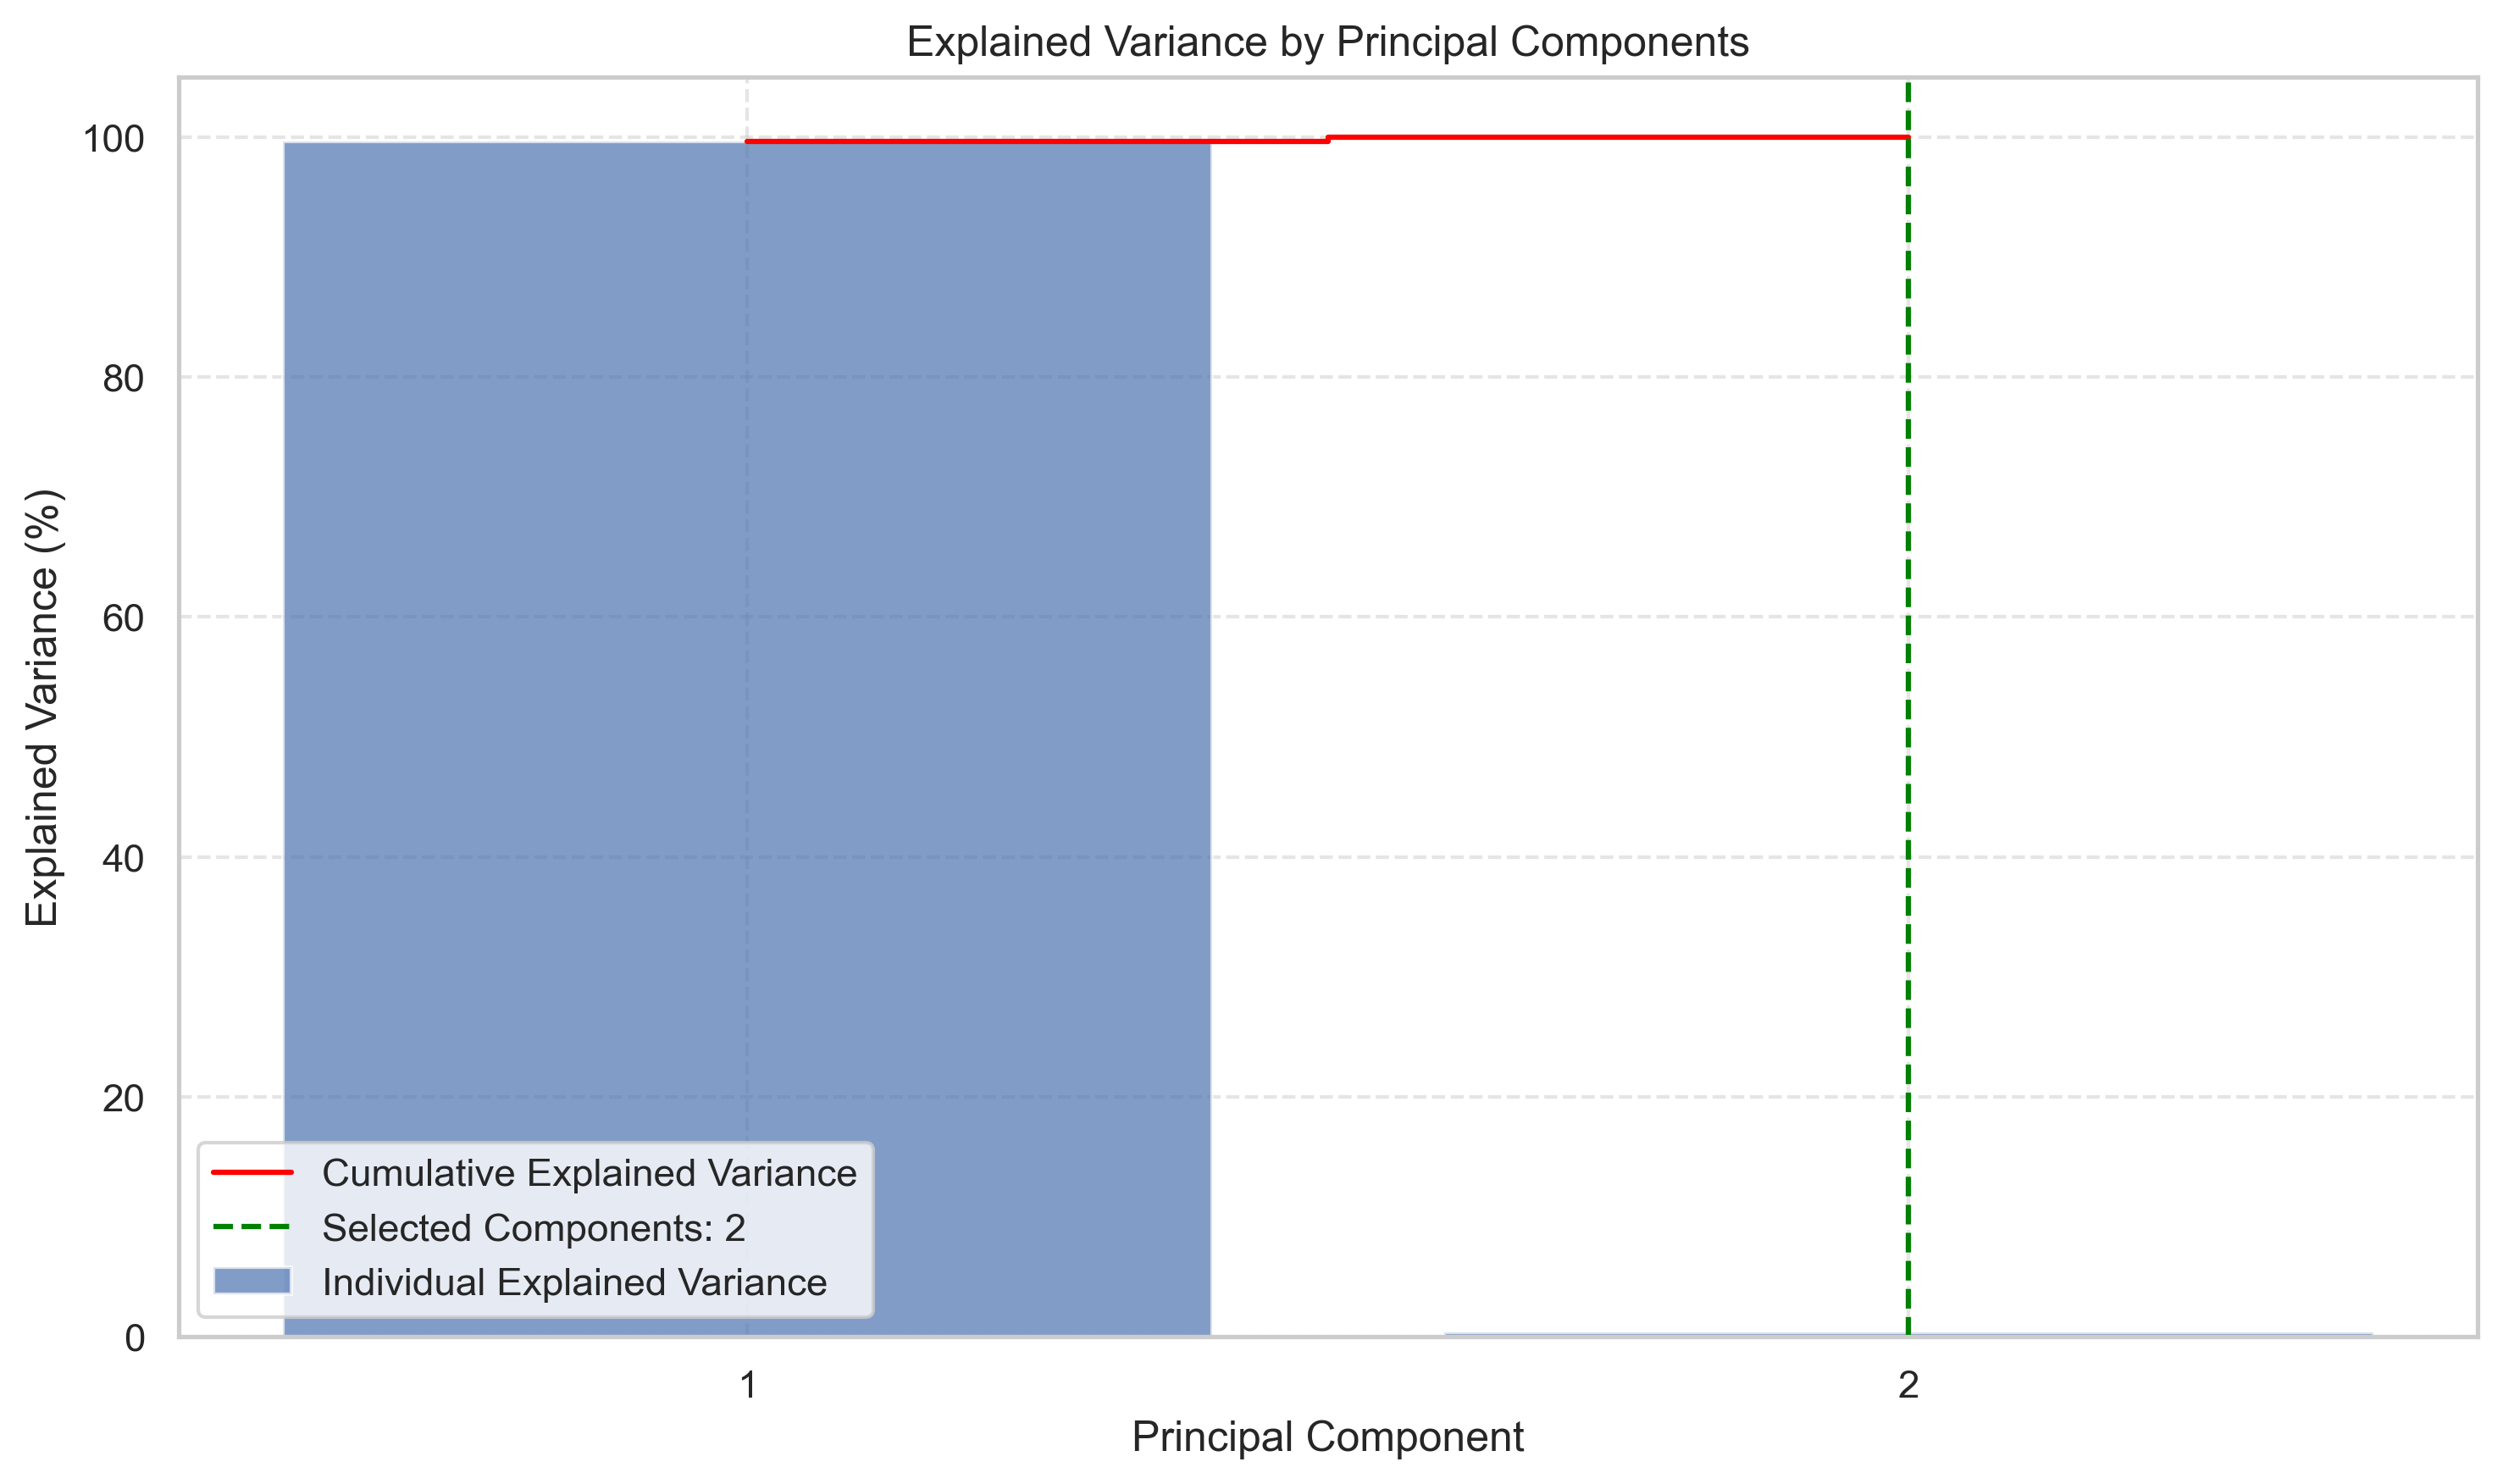 Explained Variance by Principal Components
100
80
60
40
20
0
Explained Variance (%)
Cumulative Explained Variance
Selected Components: 2
Individual Explained Variance
1
2
Principal Component